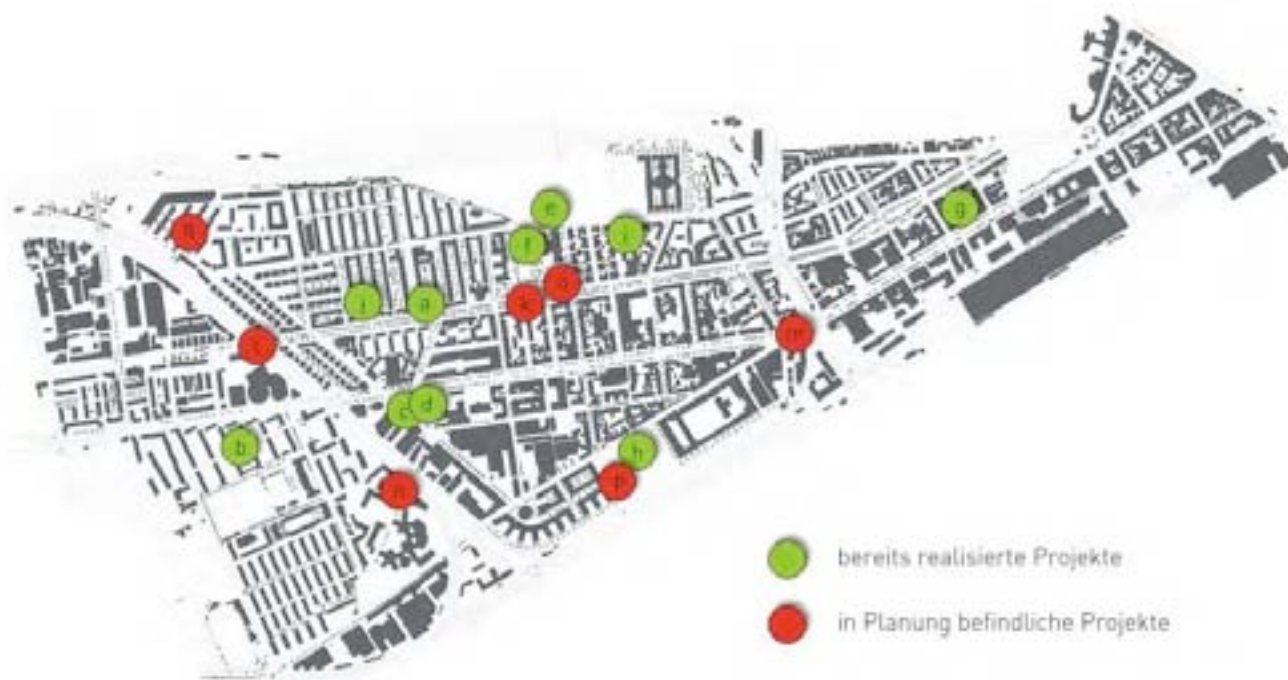 e
f
g
o
k
a
m
c
d
b
h
p
n
bereits realisierte Projekte
in Planung befindliche Projekte